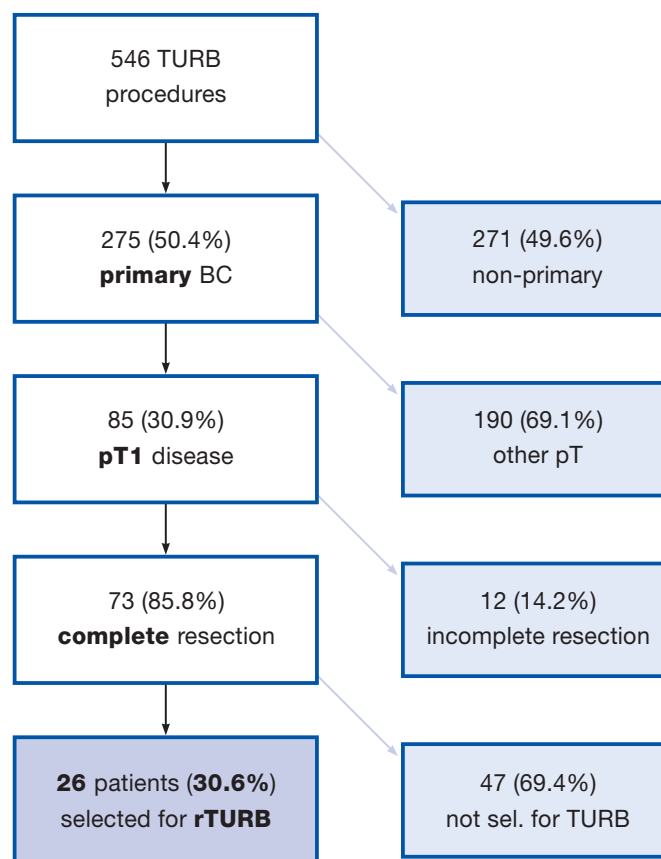 546 TURB
procedures
275 (50.4%)
primary BC
271 (49.6%)
non-primary
85 (30.9%)
pT1 disease
190 (69.1%)
other pT
73 (85.8%)
complete resection
12 (14.2%)
incomplete resection
26 patients (30.6%)
selected for rTURB
47 (69.4%)
not sel. for TURB